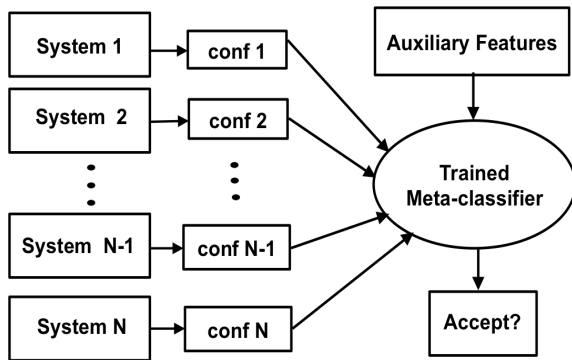 System 1
conf 1
Auxiliary Features
System 2
conf 2
Trained
Meta-classifier
System N-1
conf N-1
System N
conf N
Accept?